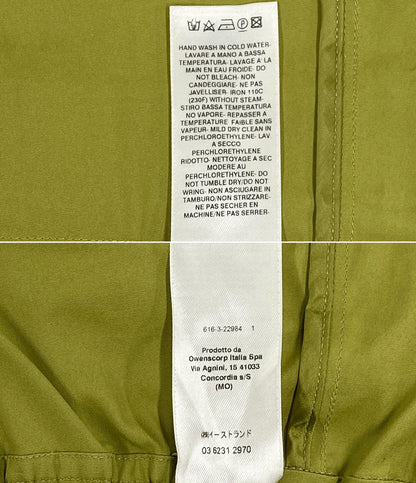 HAND WASH IN COLD WATER-
LAVARE A MANO A BASSA
TEMPERATURA- LAVAGE A LA
MAIN EN EAU FROIDE- DO
NOT BLEACH- NON
CANDEGGIARE- NE PAS
JAVELLISER- IRON 110C
(230F) WITHOUT STEAM-
STIRO BASSA TEMPERATURA
NO VAPORE- REPASSER A
TEMPERATURE FAIBLE SANS
VAPEUR- MILD DRY CLEAN IN
PERCHLOROETHYLENE- LAV
A SECCO
PERCHLORETHYLENE
RIDOTTO- NETTOYAGE A SEC
MODERE AU
PERCHLORETHYLENE- DO
NOT TUMBLE DRY/DO NOT
WRING- NON ASCIUGARE IN
TAMBURO/NON STRIZZARE-
NE PAS SECHER EN
MACHINE/NE PAS SERRER-
616-3-22984 1
Prodotto da
Owenscorp Italia Spa
Via Agnini, 15 41033
Concordia s/S
(MO)
㈱イーストランド
03 6231 2970